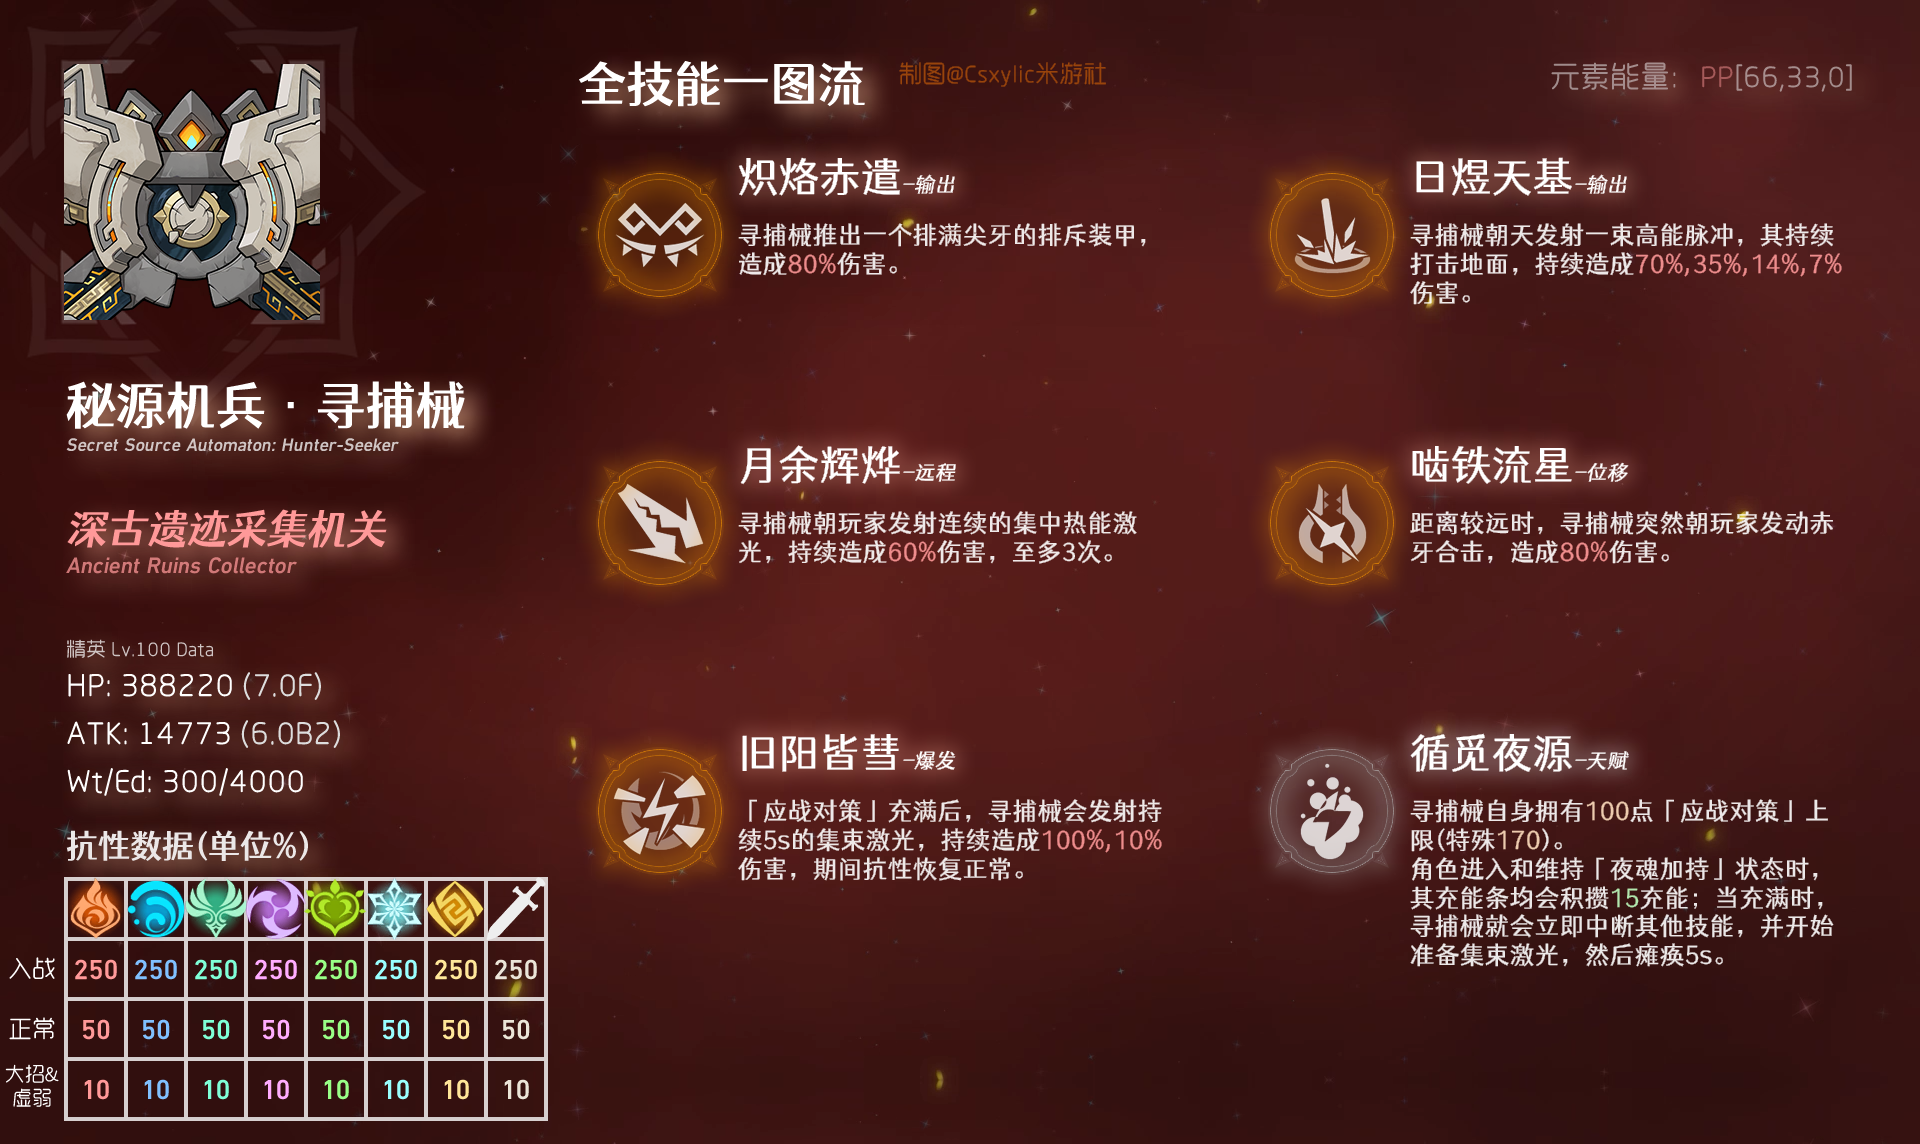 全技能一图流
制图@Csxylic米游社
元素能量: PP[66,33,0]
秘源机兵 · 寻捕械
Secret Source Automaton: Hunter-Seeker
深古遗迹采集机关
Ancient Ruins Collector
精英 Lv.100 Data
HP: 388220 (7.0F)
ATK: 14773 (6.0B2)
Wt/Ed: 300/4000
抗性数据(单位%)
入战 250 250 250 250 250 250 250 250
正常 50 50 50 50 50 50 50 50
大招&
虚弱 10 10 10 10 10 10 10 10
炽烙赤遣-输出
寻捕械推出一个排满尖牙的排斥装甲，
造成80%伤害。
日煜天基-输出
寻捕械朝天发射一束高能脉冲，其持续
打击地面，持续造成70%,35%,14%,7%
伤害。
月余辉烨-远程
寻捕械朝玩家发射连续的集中热能激
光，持续造成60%伤害，至多3次。
啮铁流星-位移
距离较远时，寻捕械突然朝玩家发动赤
牙合击，造成80%伤害。
旧阳皆彗-爆发
「应战对策」充满后，寻捕械会发射持
续5s的集束激光，持续造成100%,10%
伤害，期间抗性恢复正常。
循觅夜源-天赋
寻捕械自身拥有100点「应战对策」上
限(特殊170)。
角色进入和维持「夜魂加持」状态时，
其充能条均会积攒15充能；当充满时，
寻捕械就会立即中断其他技能，并开始
准备集束激光，然后瘫痪5s。